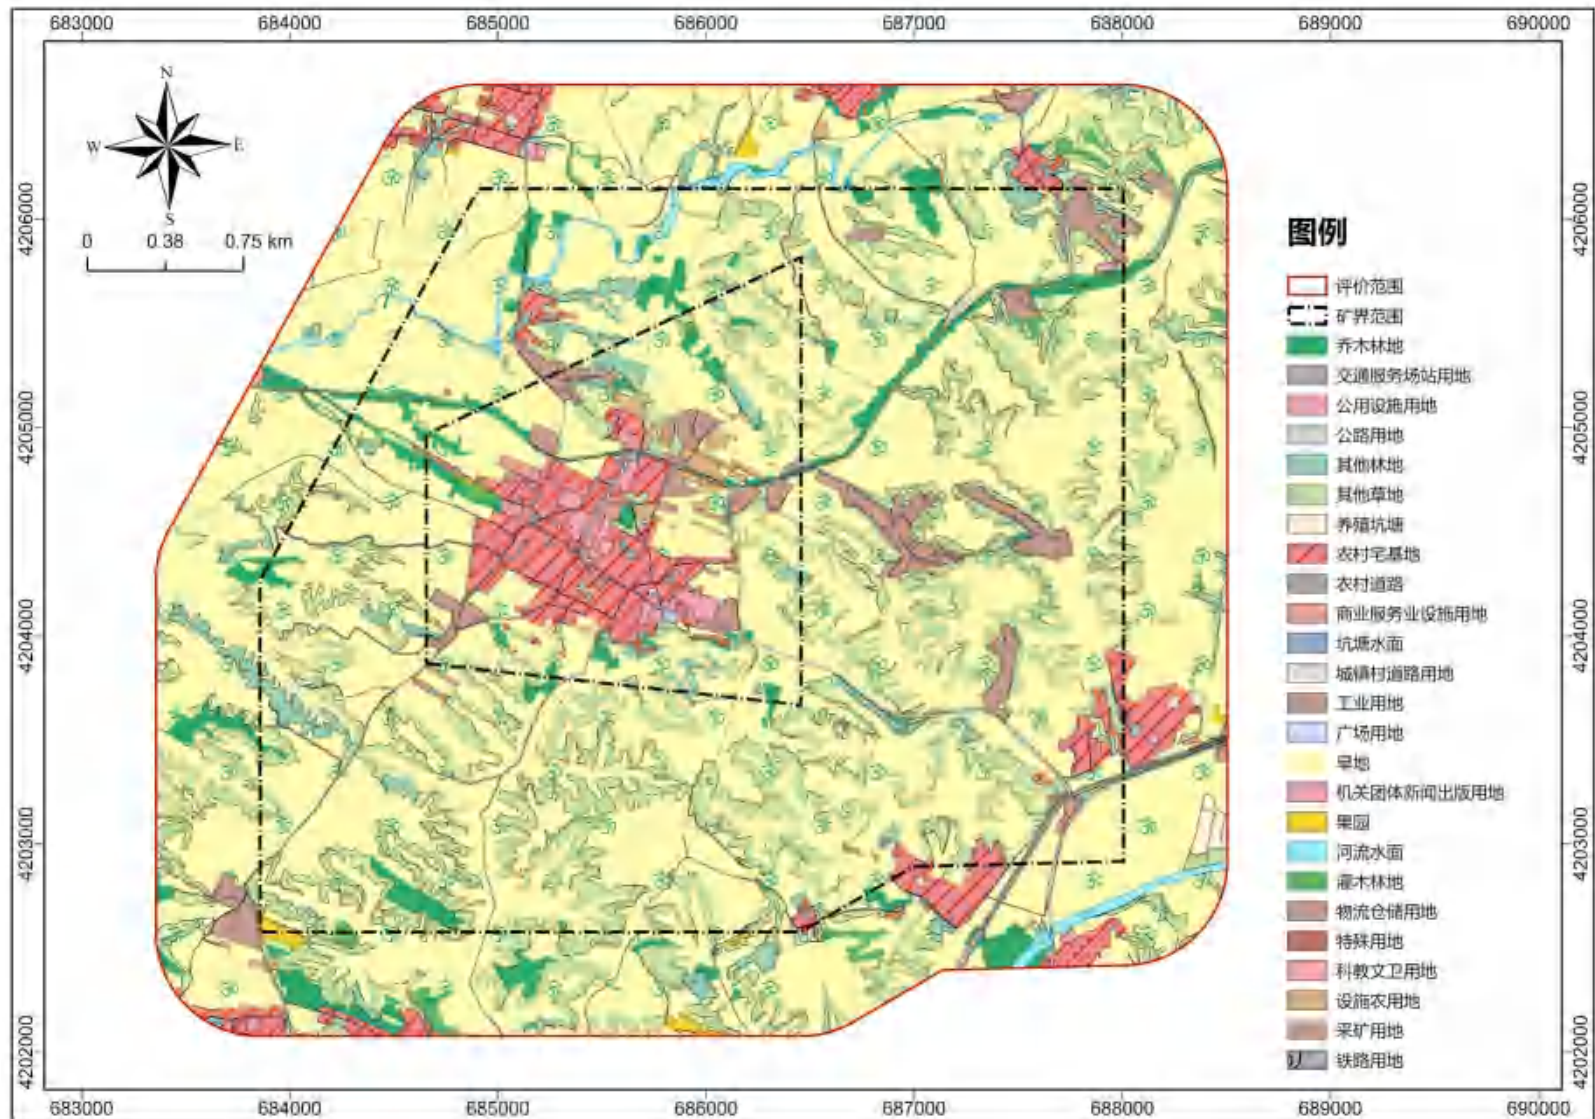 683000 684000 685000 686000 687000 688000 689000 690000
N
W E
S
0 0.38 0.75 km
4206000 4206000
4205000 4205000
4204000 4204000
4203000 4203000
4202000 4202000
图例
评价范围
矿界范围
乔木林地
交通服务场站用地
公用设施用地
公路用地
其他林地
其他草地
养殖坑塘
农村宅基地
农村道路
商业服务业设施用地
坑塘水面
城镇村道路用地
工业用地
广场用地
旱地
机关团体新闻出版用地
果园
河流水面
灌木林地
物流仓储用地
特殊用地
科教文卫用地
设施农用地
采矿用地
铁路用地
683000 684000 685000 686000 687000 688000 689000 690000